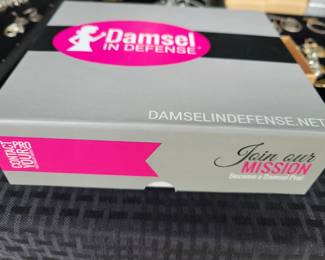 Damsel
IN DEFENSE®
DAMSELINDEFENSE.NET
CONTACT
YOUR PRO
Join our
MISSION
Become a Damsel Pro!